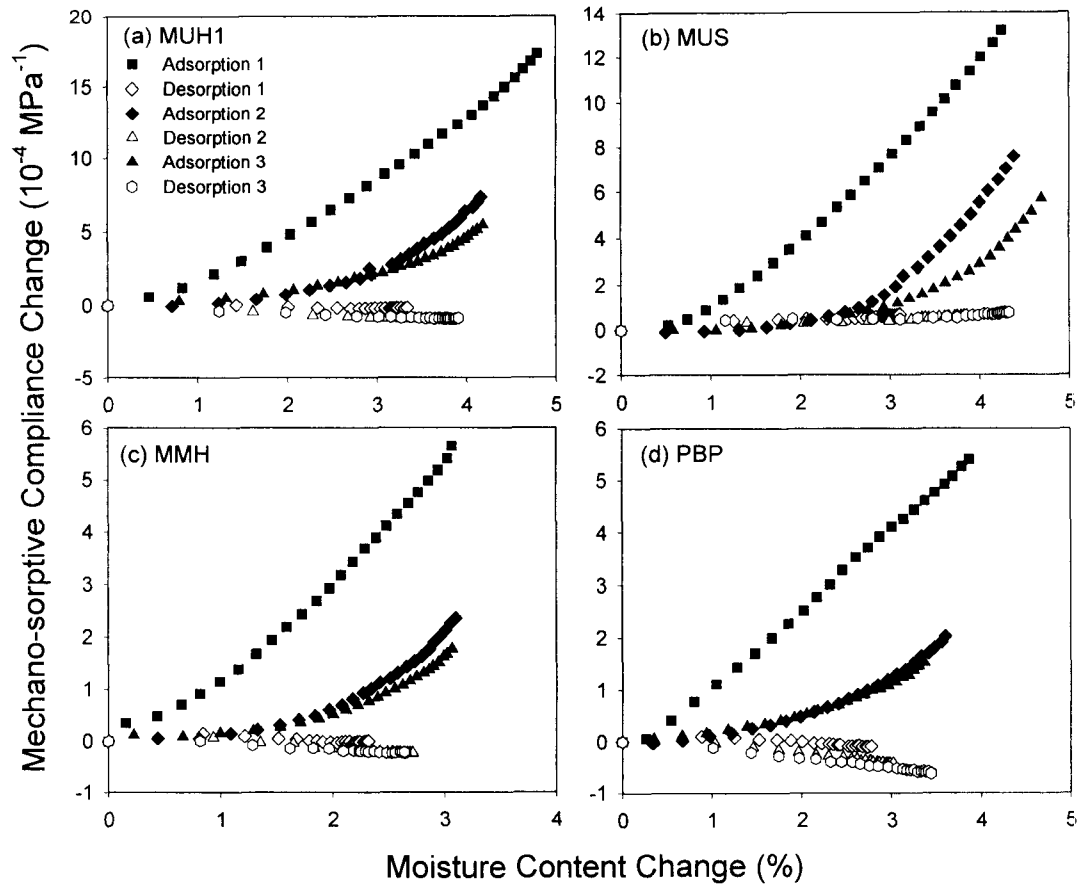 Mechano-sorptive Compliance Change (10⁻⁴ MPa⁻¹)
20
15
10
5
0
-5
(a) MUH1
Adsorption 1
Desorption 1
Adsorption 2
Desorption 2
Adsorption 3
Desorption 3
0 1 2 3 4 5
14
12
10
8
6
4
2
0
-2
(b) MUS
0 1 2 3 4 5
6
5
4
3
2
1
0
-1
(c) MMH
0 1 2 3 4 5
6
5
4
3
2
1
0
-1
(d) PBP
0 1 2 3 4 5
Moisture Content Change (%)